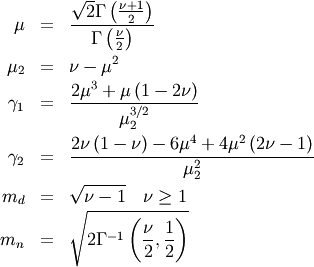 μ = √2Γ((ν+1)/2) / Γ(ν/2)
μ₂ = ν − μ²
γ₁ = (2μ³ + μ(1 − 2ν)) / μ₂^(3/2)
γ₂ = (2ν(1 − ν) − 6μ⁴ + 4μ²(2ν − 1)) / μ₂²
m_d = √(ν − 1) ν ≥ 1
m_n = √(2Γ⁻¹(ν/2, 1/2))